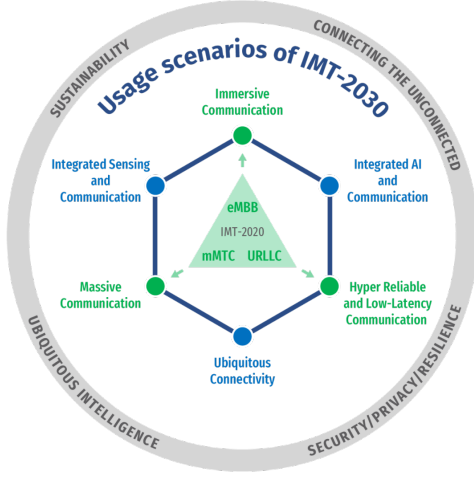 SUSTAINABILITY
CONNECTING THE UNCONNECTED
Usage scenarios of IMT-2030
Immersive
Communication
Integrated Sensing
and
Communication
Integrated AI
and
Communication
eMBB
IMT-2020
mMTC URLLC
Massive
Communication
Hyper Reliable
and Low-Latency
Communication
Ubiquitous
Connectivity
UBIQUITOUS INTELLIGENCE
SECURITY/PRIVACY/RESILIENCE